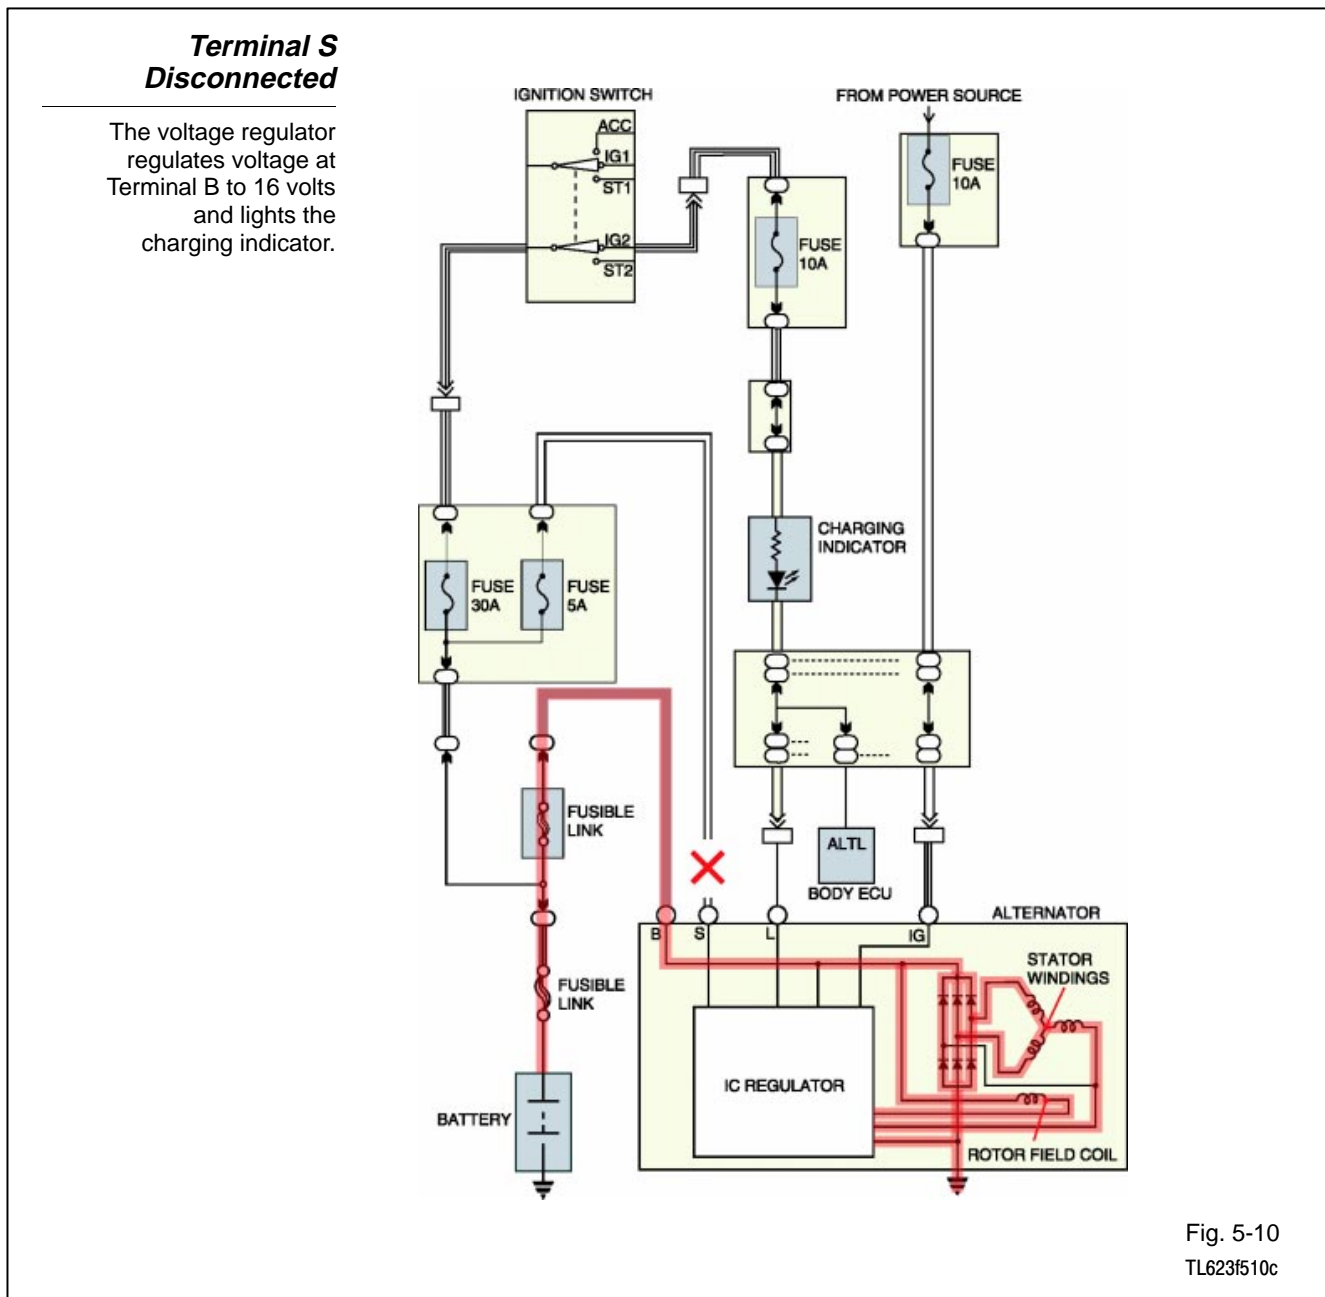 Terminal S
Disconnected
The voltage regulator
regulates voltage at
Terminal B to 16 volts
and lights the
charging indicator.
IGNITION SWITCH
ACC
IG1
ST1
IG2
ST2
FROM POWER SOURCE
FUSE
10A
FUSE
10A
CHARGING
INDICATOR
FUSE
30A
FUSE
5A
FUSIBLE
LINK
ALTL
BODY ECU
ALTERNATOR
B
S
L
IG
STATOR
WINDINGS
FUSIBLE
LINK
IC REGULATOR
BATTERY
ROTOR FIELD COIL
Fig. 5-10
TL623f510c